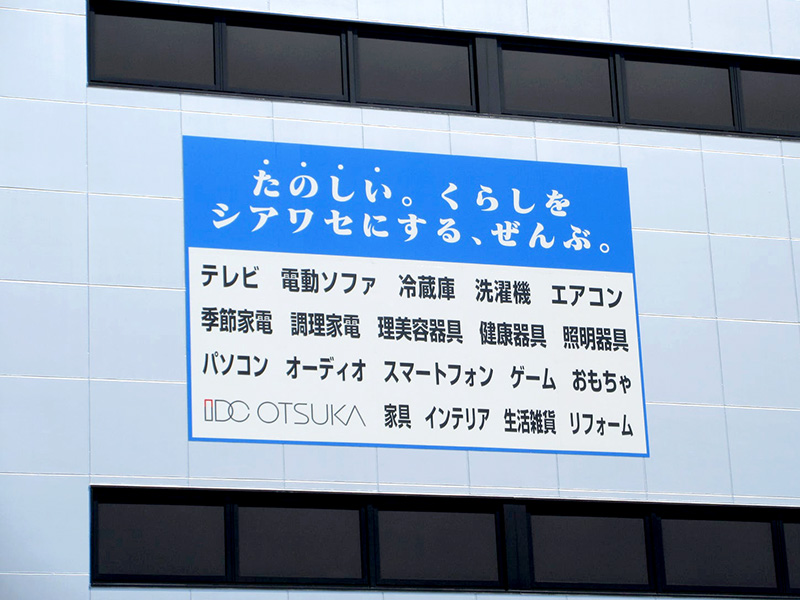 たのしい。くらしを
シアワセにする、ぜんぶ。
テレビ 電動ソファ 冷蔵庫 洗濯機 エアコン
季節家電 調理家電 理美容器具 健康器具 照明器具
パソコン オーディオ スマートフォン ゲーム おもちゃ
IDC OTSUKA 家具 インテリア 生活雑貨 リフォーム